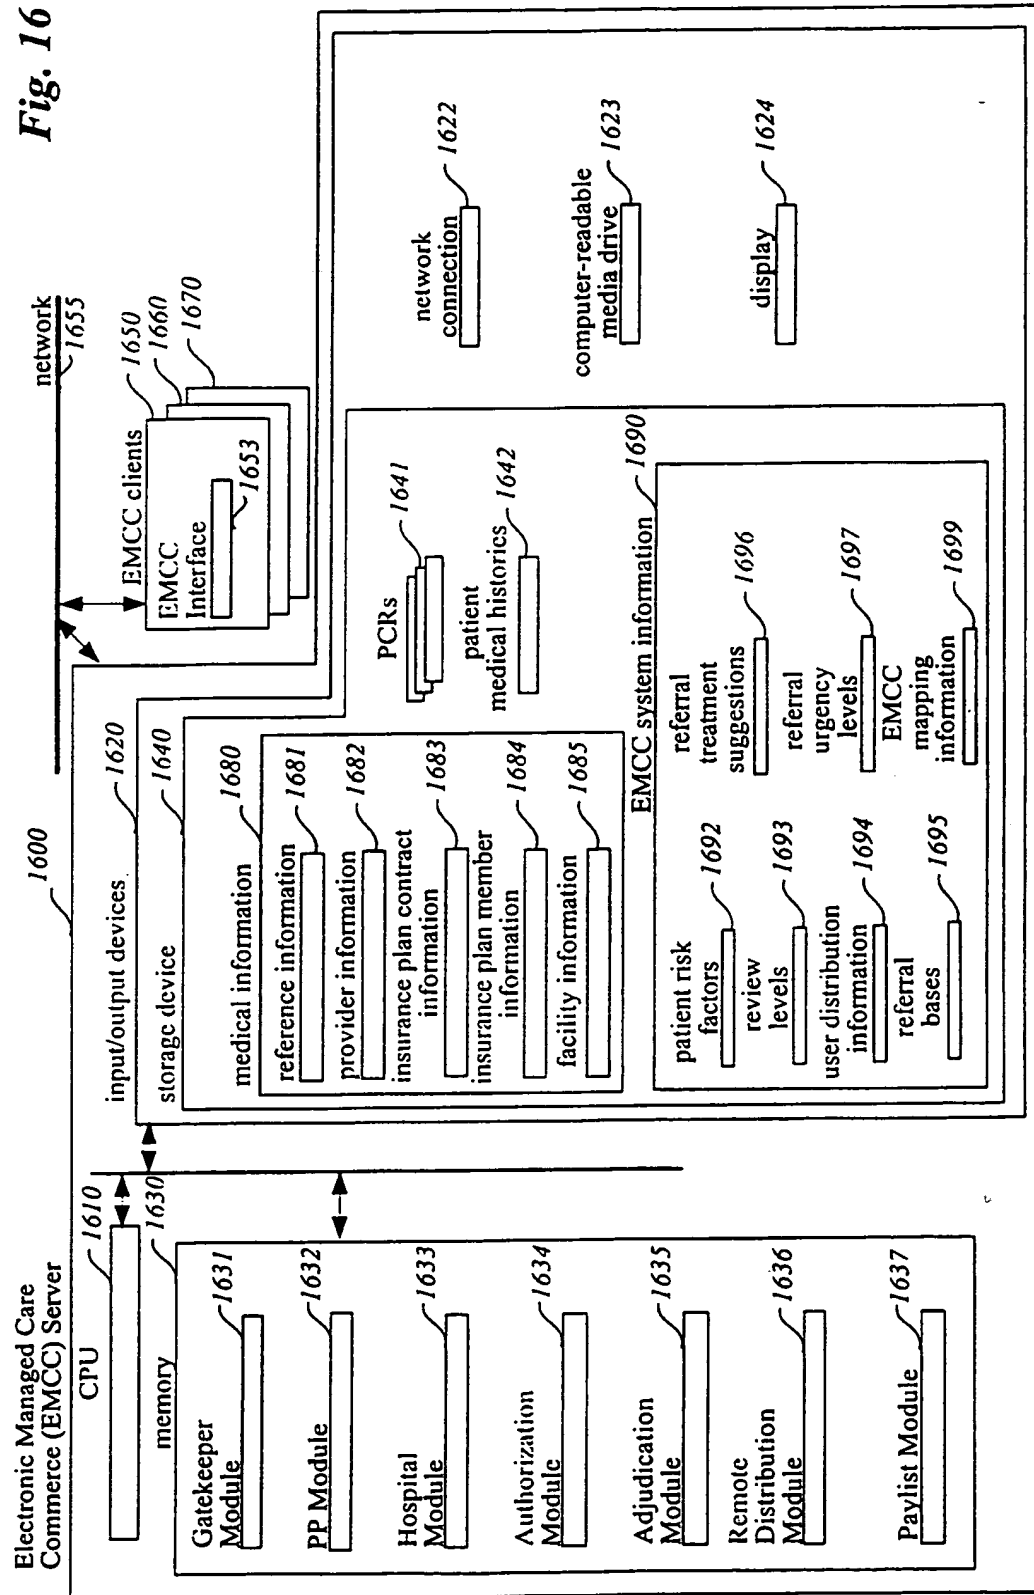 Fig. 16
Electronic Managed Care
Commerce (EMCC) Server
1600
network
1655
EMCC clients
1650
1660
1670
EMCC
Interface
1653
CPU
1610
memory
1630
Gatekeeper
Module
1631
PP Module
1632
Hospital
Module
1633
Authorization
Module
1634
Adjudication
Module
1635
Remote
Distribution
Module
1636
Paylist Module
1637
input/output devices
1620
storage device
1640
medical information
1680
reference information
1681
provider information
1682
insurance plan contract
information
1683
insurance plan member
information
1684
facility information
1685
PCRs
1641
patient
medical histories
1642
EMCC system information
1690
patient risk
factors
1692
review
levels
1693
user distribution
information
1694
referral
bases
1695
referral
treatment
suggestions
1696
referral
urgency
levels
1697
EMCC
mapping
information
1699
network
connection
1622
computer-readable
media drive
1623
display
1624